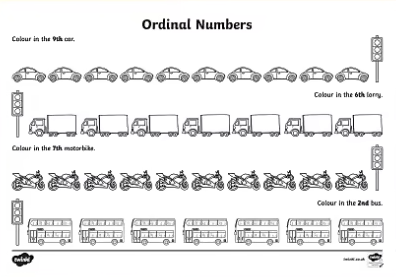 Ordinal Numbers
Colour in the 9th car.
Colour in the 6th lorry.
Colour in the 7th motorbike.
Colour in the 2nd bus.
twinkl
twinkl.co.uk